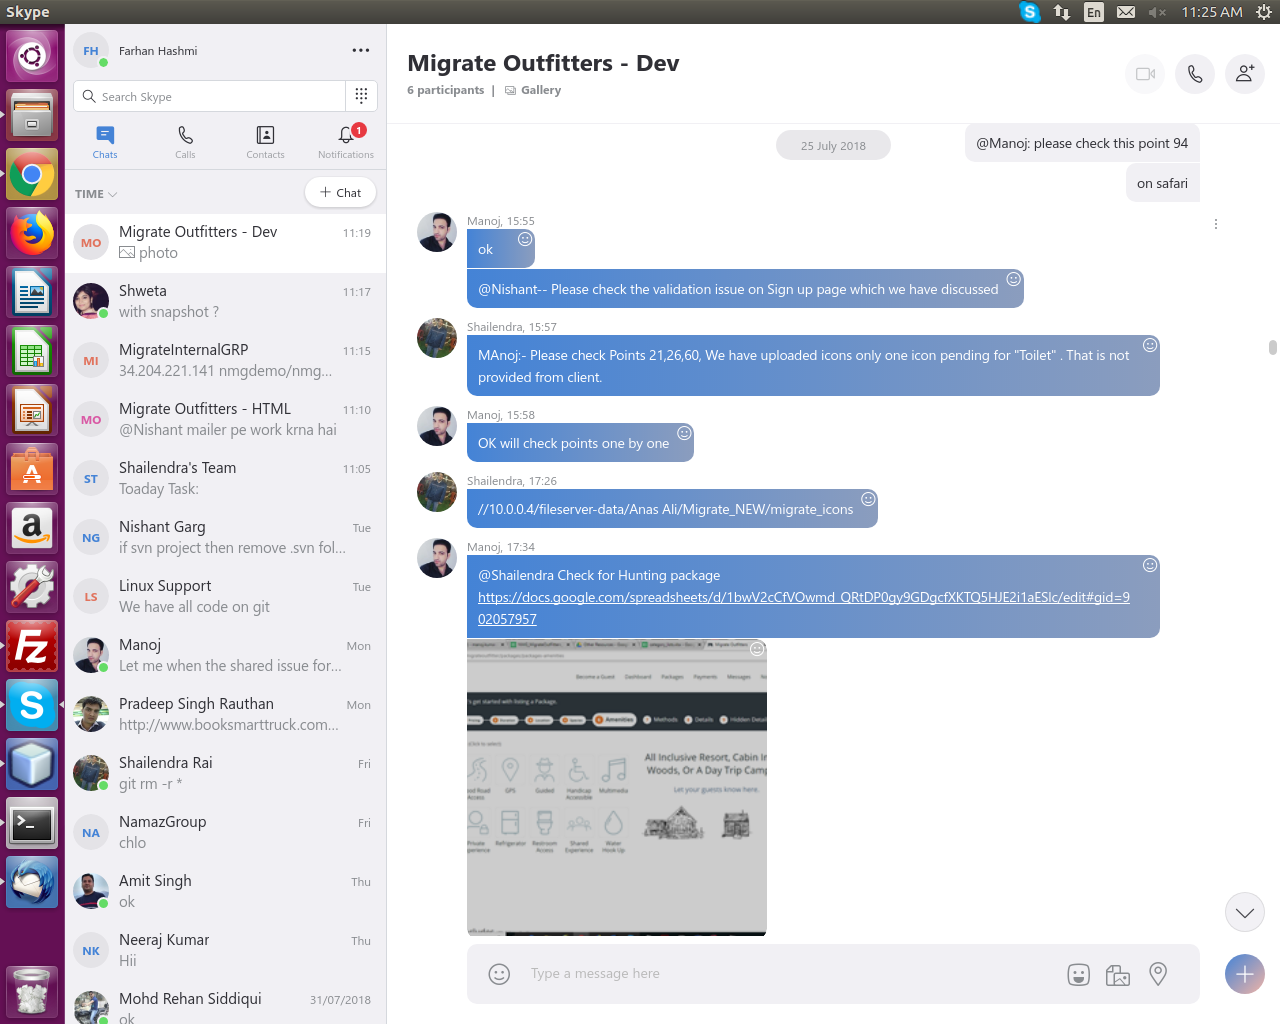 Skype
En
11:25 AM
FH
Farhan Hashmi
Search Skype
Chats
Calls
Contacts
1
Notifications
TIME
+ Chat
MO
Migrate Outfitters - Dev
11:19
photo
Shweta
11:17
with snapshot ?
MI
MigrateInternalGRP
11:15
34.204.221.141 nmgdemo/nmg...
MO
Migrate Outfitters - HTML
11:10
@Nishant mailer pe work krna hai
ST
Shailendra's Team
11:05
Toaday Task:
NG
Nishant Garg
Tue
if svn project then remove .svn fol...
LS
Linux Support
Tue
We have all code on git
Manoj
Mon
Let me when the shared issue for...
Pradeep Singh Rauthan
Mon
http://www.booksmarttruck.com...
Shailendra Rai
Fri
git rm -r *
NA
NamazGroup
Fri
chlo
Amit Singh
Thu
ok
NK
Neeraj Kumar
Thu
Hii
Mohd Rehan Siddiqui
31/07/2018
ok
Migrate Outfitters - Dev
6 participants | Gallery
25 July 2018
@Manoj: please check this point 94
on safari
Manoj, 15:55
ok
@Nishant-- Please check the validation issue on Sign up page which we have discussed
Shailendra, 15:57
MAnoj:- Please check Points 21,26,60, We have uploaded icons only one icon pending for "Toilet" . That is not
provided from client.
Manoj, 15:58
OK will check points one by one
Shailendra, 17:26
//10.0.0.4/fileserver-data/Anas Ali/Migrate_NEW/migrate_icons
Manoj, 17:34
@Shailendra Check for Hunting package
https://docs.google.com/spreadsheets/d/1bwV2cCfVOwmd_QRtDP0gy9GDgcfXKTQ5HJE2i1aESlc/edit#gid=9
02057957
Become a Guest Dashboard Packages Payments Messages
get started with listing a Package.
Amenities Methods Details Hidden Detail
All Inclusive Resort, Cabin In
Woods, Or A Day Trip Camp
Let your guests know here.
Road Access
GPS
Guided
Handicap Accessible
Multimedia
Private
Refrigerator
Restroom Access
Shared Experience
Water Hook Up
Type a message here